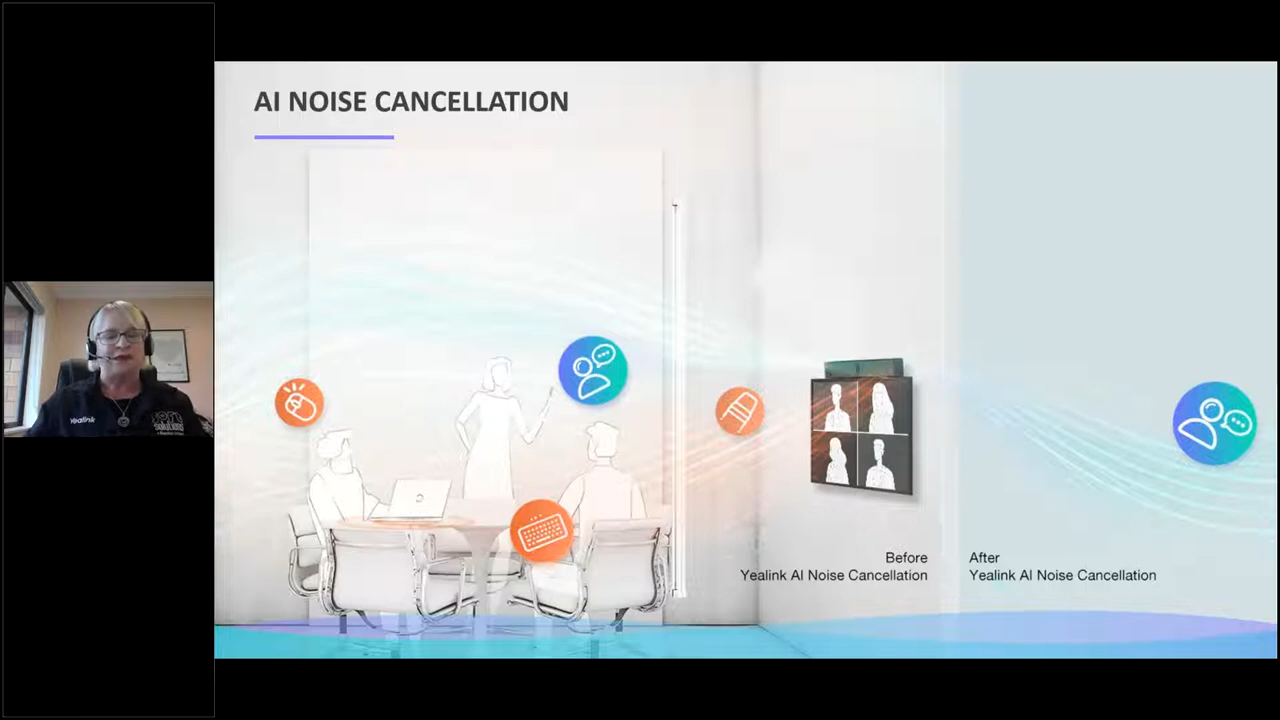 AI NOISE CANCELLATION
Before
Yealink AI Noise Cancellation
After
Yealink AI Noise Cancellation
Yealink